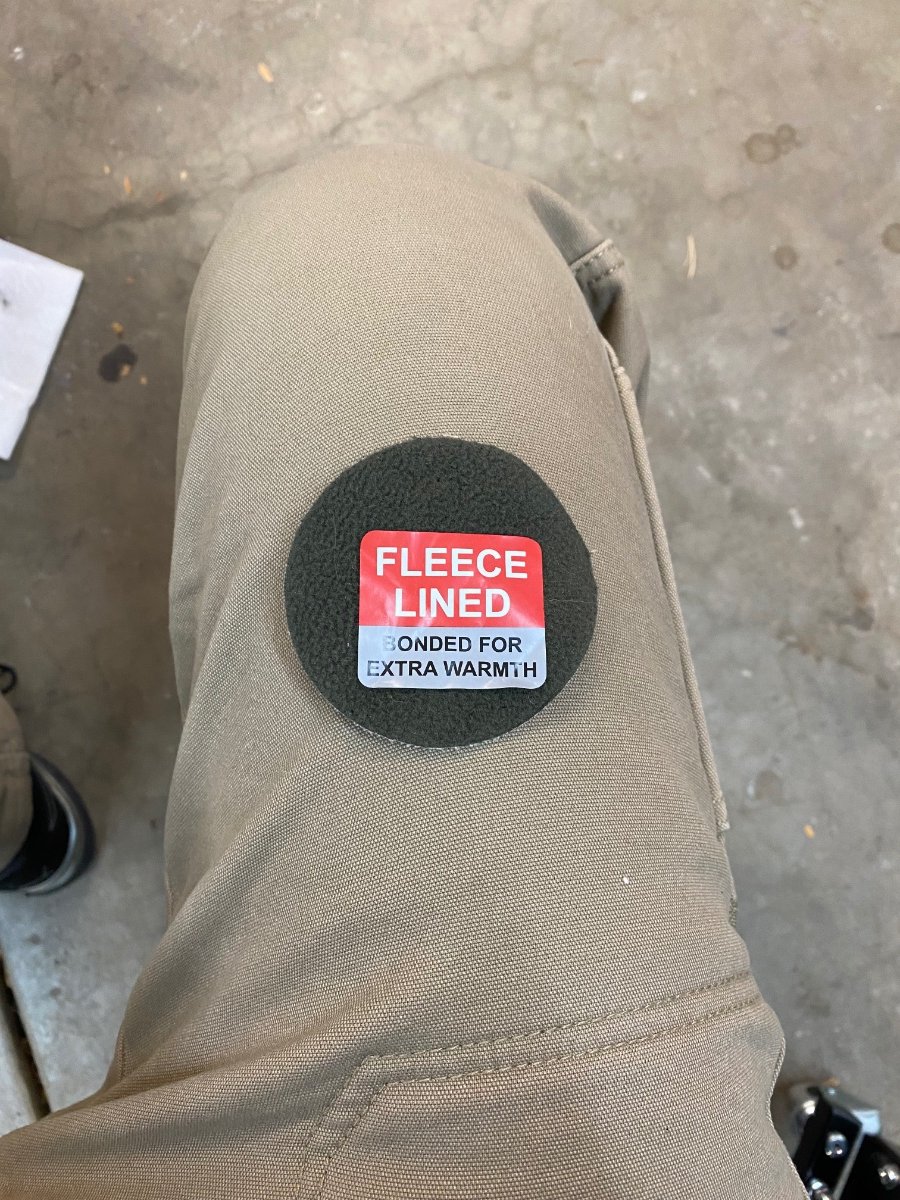 FLEECE
LINED
BONDED FOR
EXTRA WARMTH